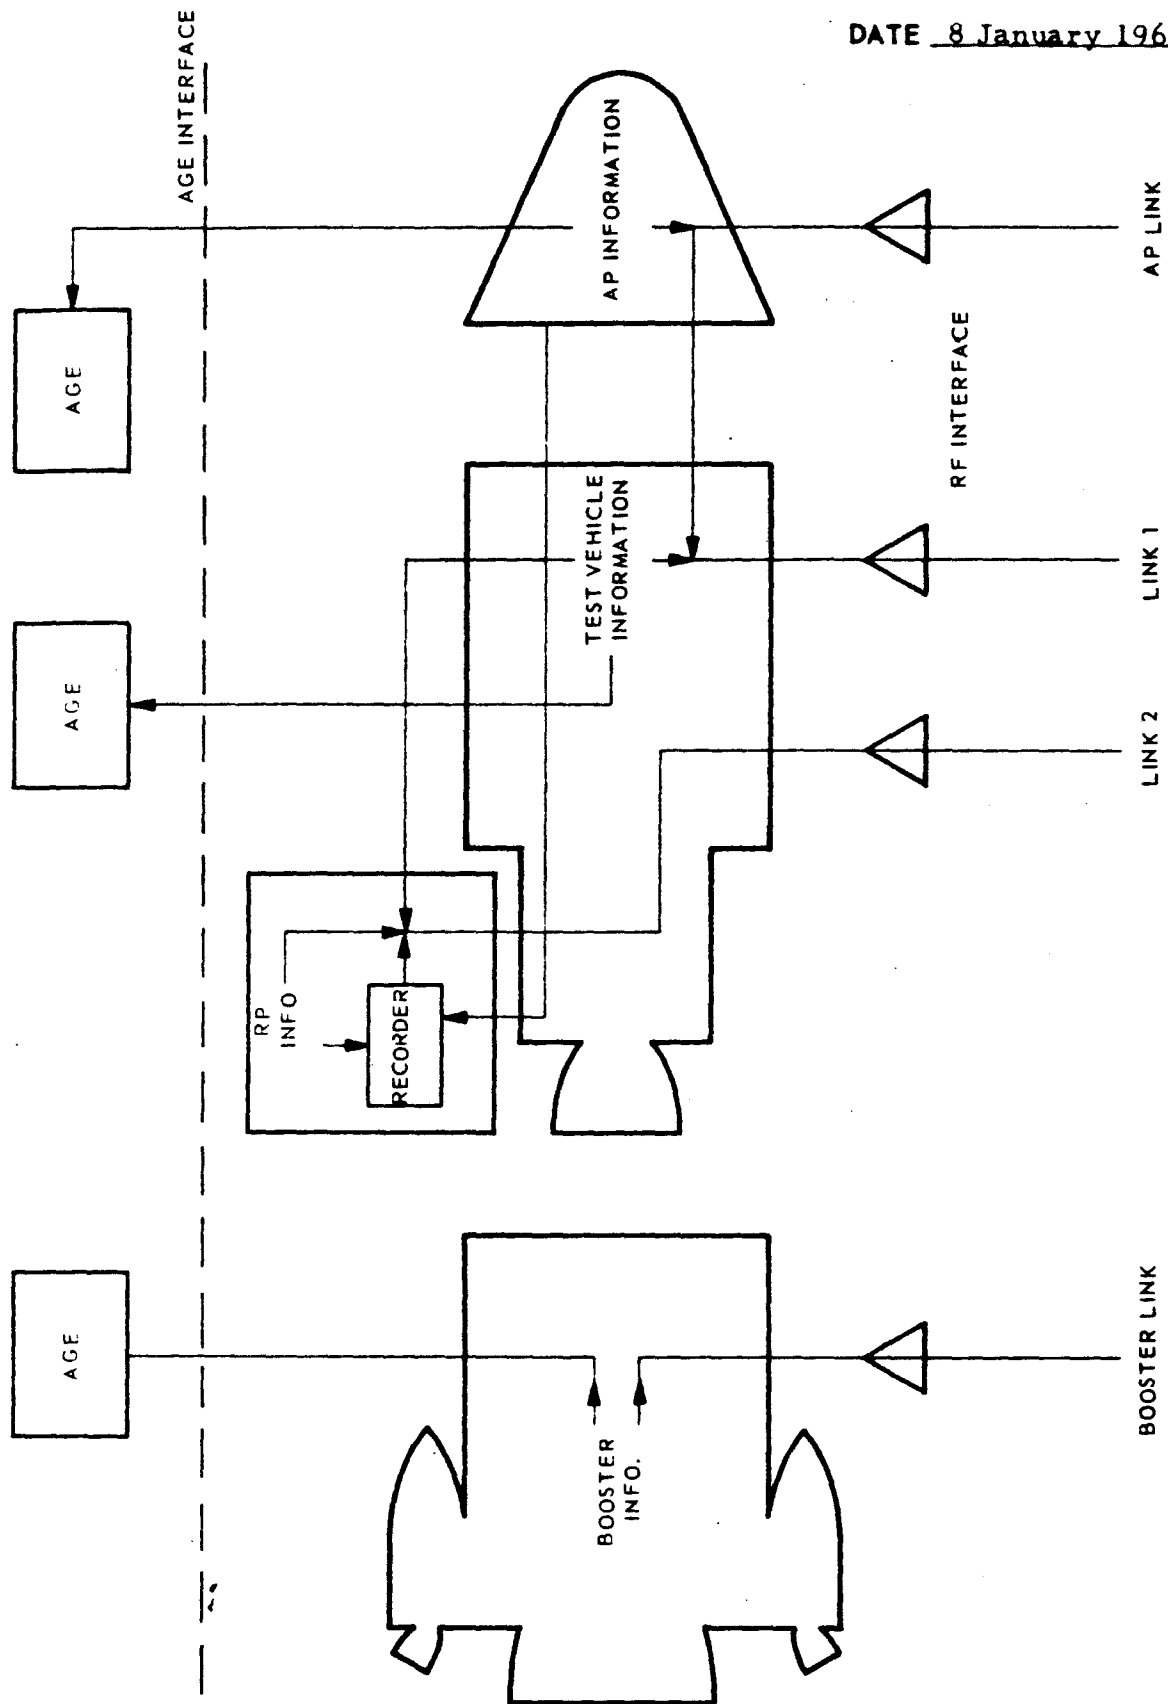 DATE 8 January 196
AGE INTERFACE
AGE
AGE
AGE
AP INFORMATION
TEST VEHICLE
INFORMATION
RP
INFO
RECORDER
BOOSTER
INFO.
RF INTERFACE
AP LINK
LINK 1
LINK 2
BOOSTER LINK